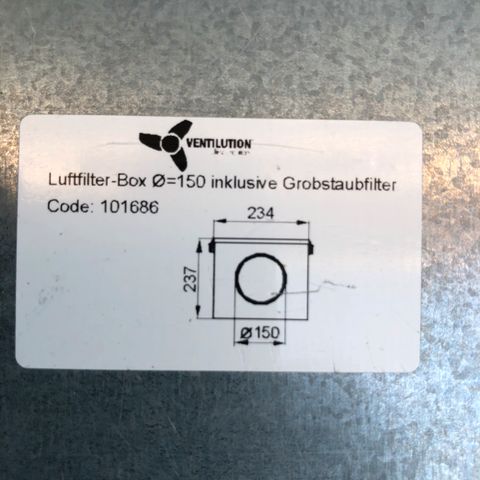 VENTILUTION
Luftfilter-Box Ø=150 inklusive Grobstaubfilter
Code: 101686
234
237
Ø150